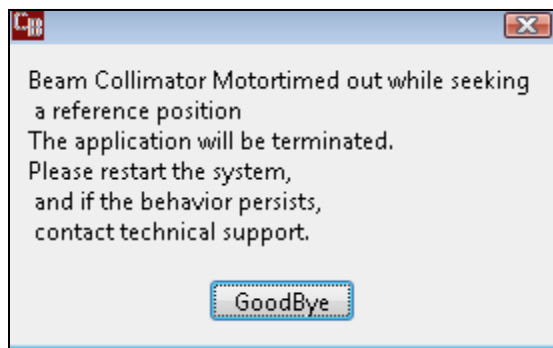 Beam Collimator Motortimed out while seeking
a reference position
The application will be terminated.
Please restart the system,
and if the behavior persists,
contact technical support.
GoodBye